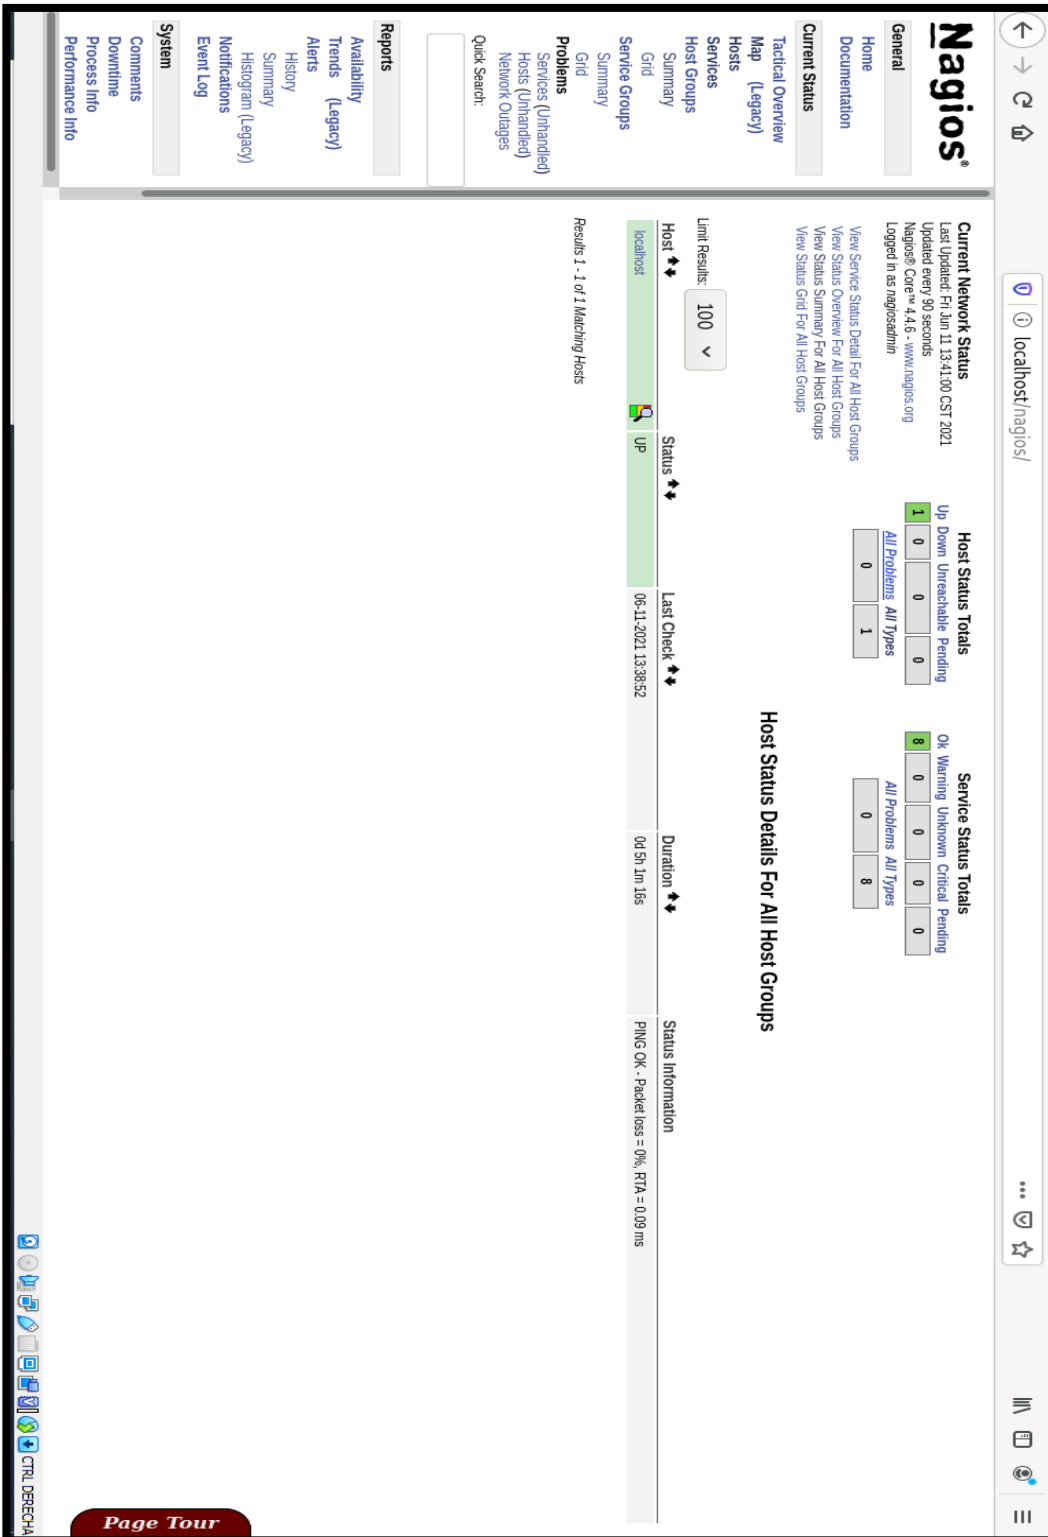 localhost/nagios/
Nagios®
General
Home
Documentation
Current Status
Tactical Overview
Map (Legacy)
Hosts
Services
Host Groups
Summary
Grid
Service Groups
Summary
Grid
Problems
Services (Unhandled)
Hosts (Unhandled)
Network Outages
Quick Search:
Reports
Availability
Trends (Legacy)
Alerts
History
Summary
Histogram (Legacy)
Notifications
Event Log
System
Comments
Downtime
Process Info
Performance Info
Current Network Status
Last Updated: Fri Jun 11 13:41:00 CST 2021
Updated every 90 seconds
Nagios® Core™ 4.4.6 - www.nagios.org
Logged in as nagiosadmin
View Service Status Detail For All Host Groups
View Status Overview For All Host Groups
View Status Summary For All Host Groups
View Status Grid For All Host Groups
Host Status Totals
Up Down Unreachable Pending
1 0 0 0
All Problems All Types
0 1
Service Status Totals
Ok Warning Unknown Critical Pending
8 0 0 0 0
All Problems All Types
0 8
Host Status Details For All Host Groups
Limit Results: 100
Host Status Last Check Duration Status Information
localhost UP 06-11-2021 13:38:52 0d 5h 1m 16s PING OK - Packet loss = 0%, RTA = 0.09 ms
Results 1 - 1 of 1 Matching Hosts
Page Tour
CTRL DERECHA